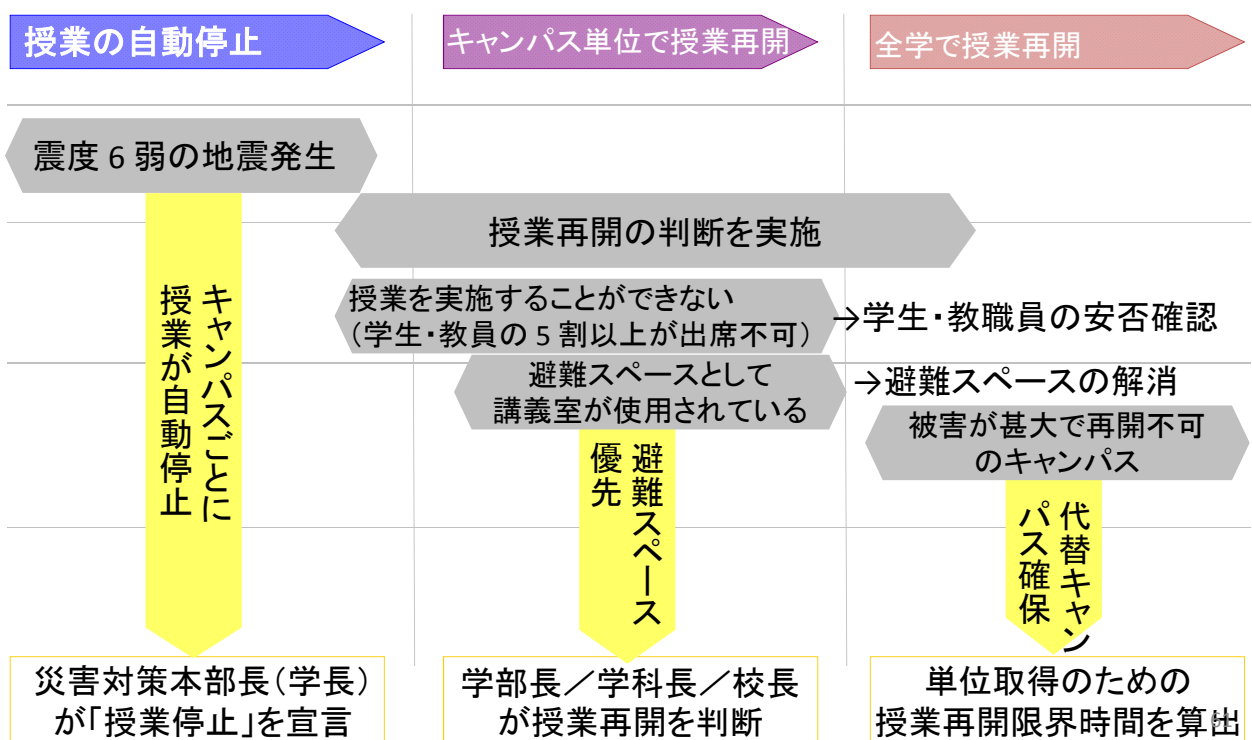 授業の自動停止
キャンパス単位で授業再開
全学で授業再開
震度6弱の地震発生
授業再開の判断を実施
キャンパスごとに
授業が自動停止
授業を実施することができない
(学生・教員の5割以上が出席不可)
→学生・教職員の安否確認
避難スペースとして
講義室が使用されている
→避難スペースの解消
被害が甚大で再開不可
のキャンパス
避難スペース
優先
代替キャン
パス確保
災害対策本部長(学長)
が「授業停止」を宣言
学部長/学科長/校長
が授業再開を判断
単位取得のための
授業再開限界時間を算出